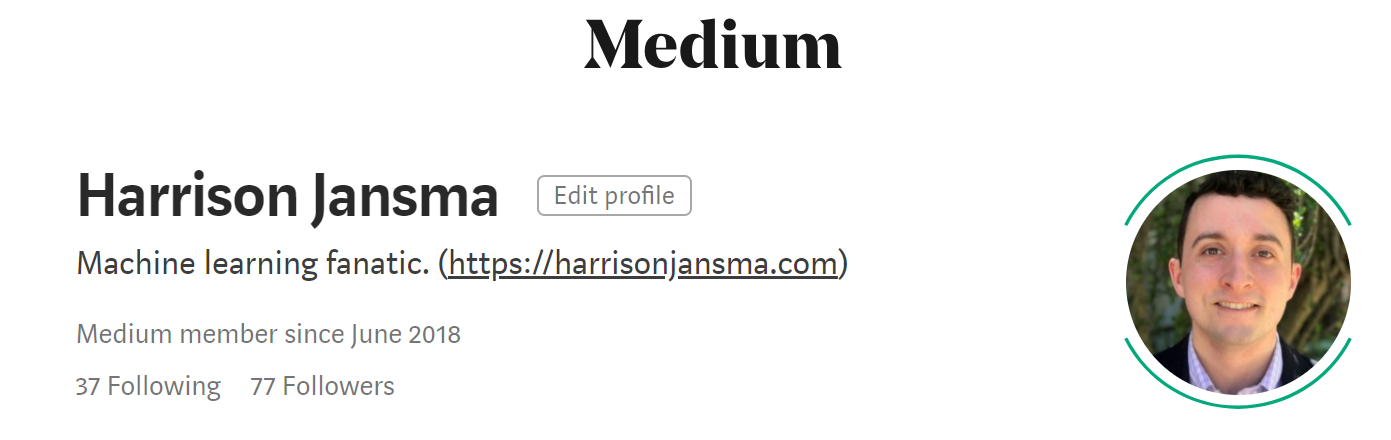 Medium
Harrison Jansma Edit profile
Machine learning fanatic. (https://harrisonjansma.com)
Medium member since June 2018
37 Following 77 Followers